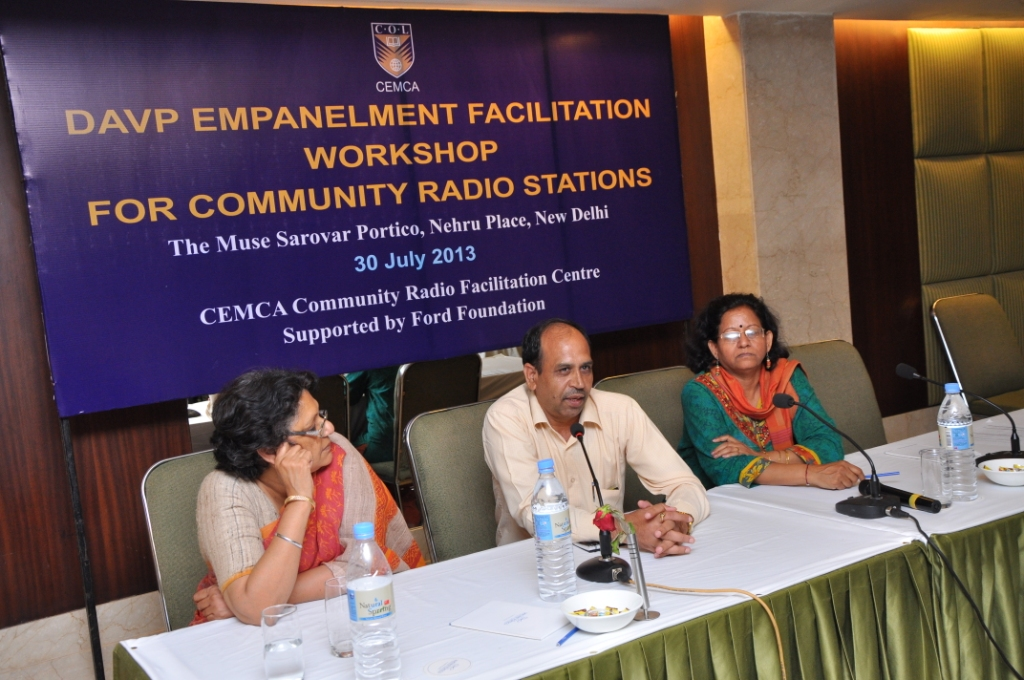 C·O·L
CEMCA
DAVP EMPANELMENT FACILITATION
WORKSHOP
FOR COMMUNITY RADIO STATIONS
The Muse Sarovar Portico, Nehru Place, New Delhi
30 July 2013
CEMCA Community Radio Facilitation Centre
Supported by Ford Foundation
Natural